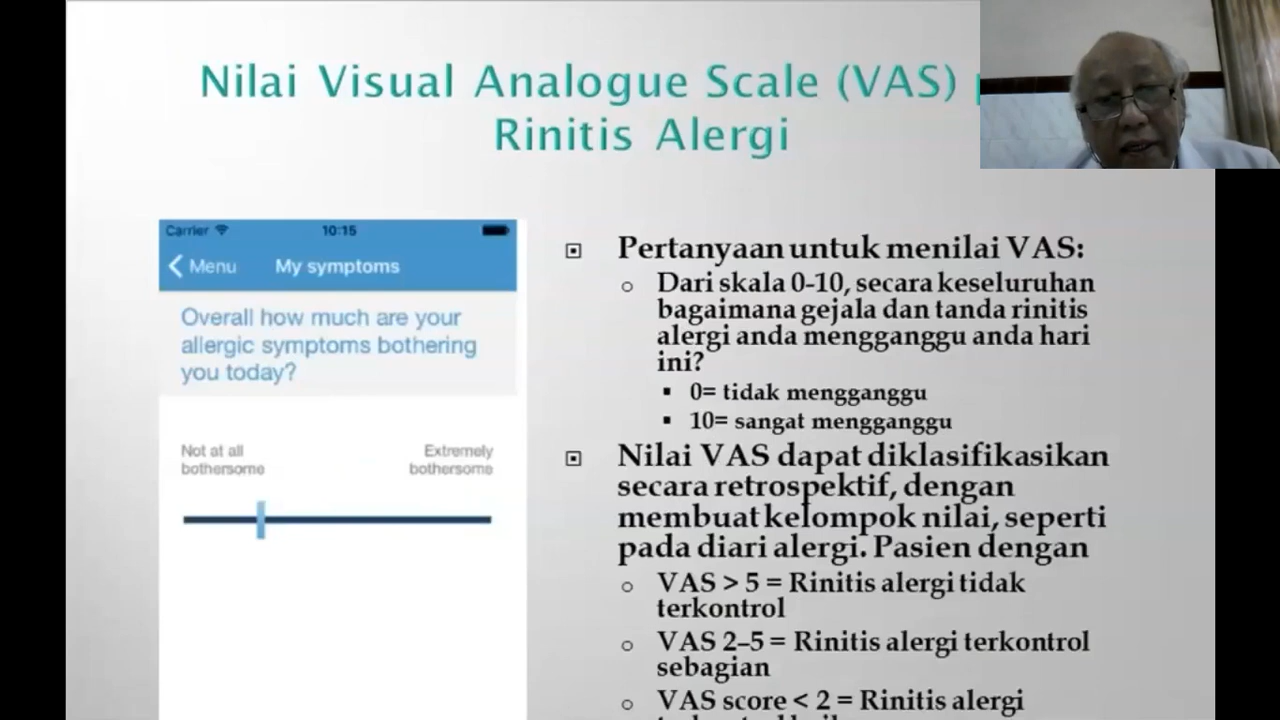 Nilai Visual Analogue Scale (VAS)
Rinitis Alergi
Carrier
10:15
Menu
My symptoms
Overall how much are your
allergic symptoms bothering
you today?
Not at all
bothersome
Extremely
bothersome
Pertanyaan untuk menilai VAS:
Dari skala 0-10, secara keseluruhan
bagaimana gejala dan tanda rinitis
alergi anda mengganggu anda hari
ini?
0= tidak mengganggu
10= sangat mengganggu
Nilai VAS dapat diklasifikasikan
secara retrospektif, dengan
membuat kelompok nilai, seperti
pada diari alergi. Pasien dengan
VAS > 5 = Rinitis alergi tidak
terkontrol
VAS 2–5 = Rinitis alergi terkontrol
sebagian
VAS score < 2 = Rinitis alergi